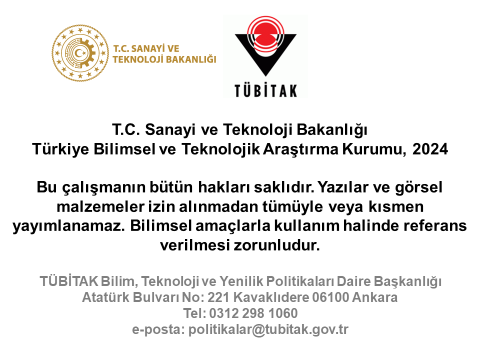 T.C. SANAYİ VE
TEKNOLOJİ BAKANLIĞI
TÜBİTAK
T.C. Sanayi ve Teknoloji Bakanlığı
Türkiye Bilimsel ve Teknolojik Araştırma Kurumu, 2024
Bu çalışmanın bütün hakları saklıdır. Yazılar ve görsel
malzemeler izin alınmadan tümüyle veya kısmen
yayımlanamaz. Bilimsel amaçlarla kullanım halinde referans
verilmesi zorunludur.
TÜBİTAK Bilim, Teknoloji ve Yenilik Politikaları Daire Başkanlığı
Atatürk Bulvarı No: 221 Kavaklıdere 06100 Ankara
Tel: 0312 298 1060
e-posta: politikalar@tubitak.gov.tr